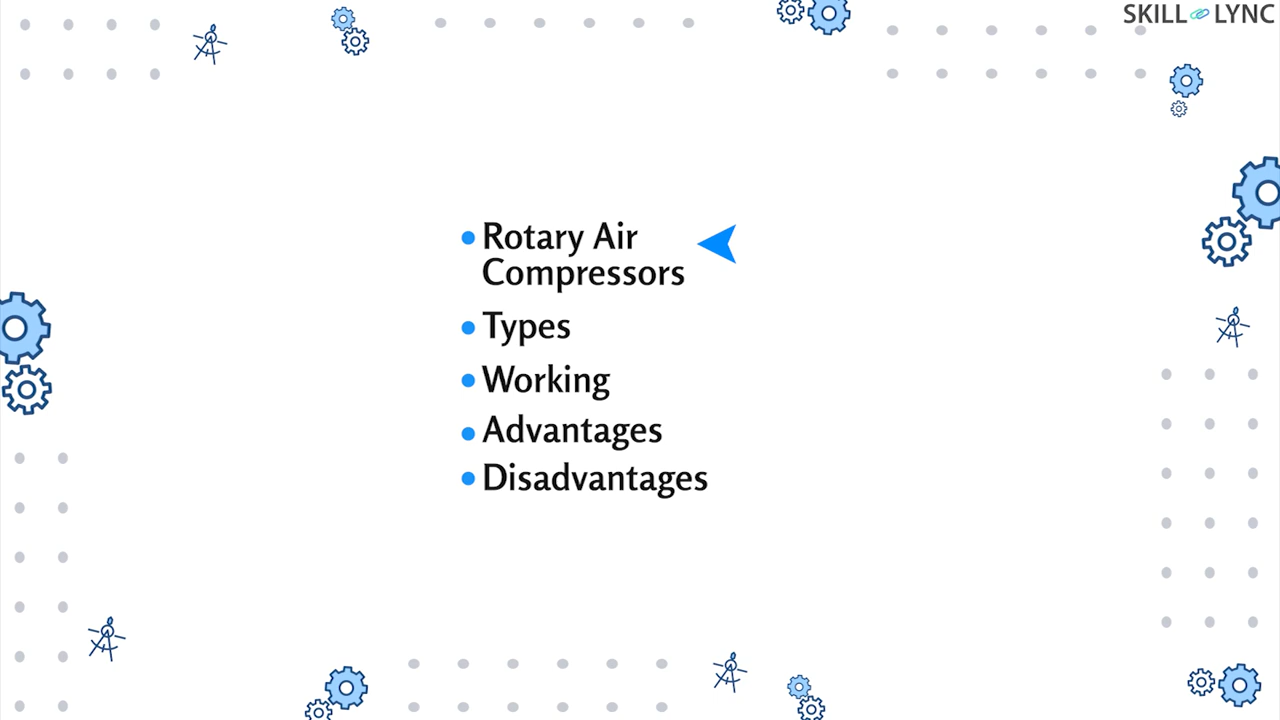 SKILL LYNC
Rotary Air
Compressors
Types
Working
Advantages
Disadvantages